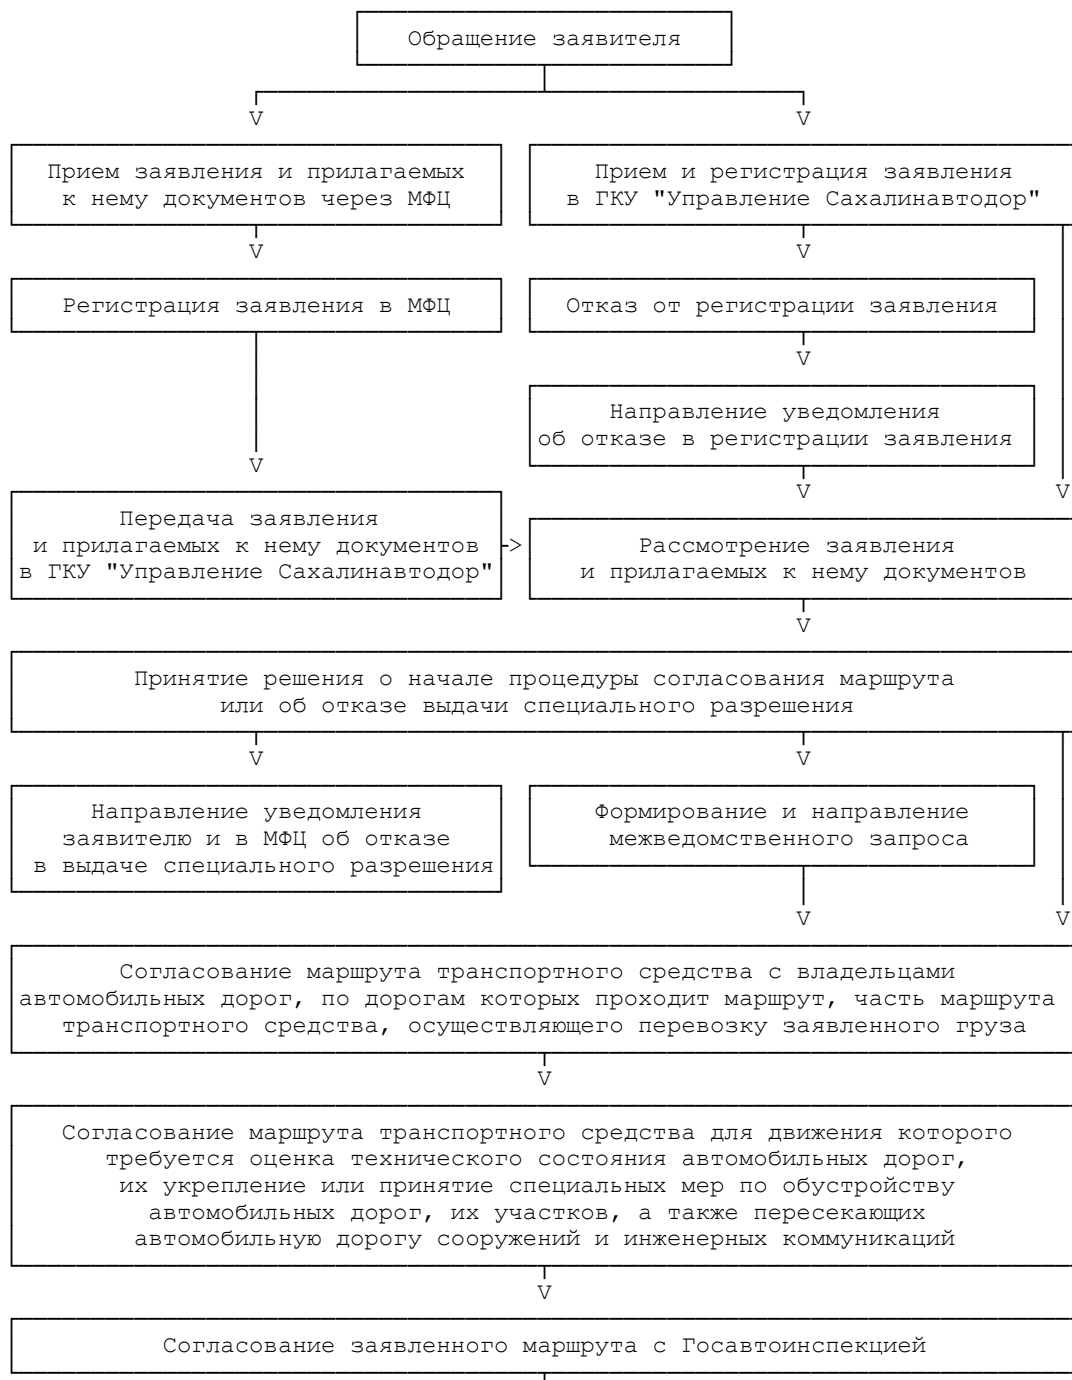 Обращение заявителя
Прием заявления и прилагаемых
к нему документов через МФЦ
Прием и регистрация заявления
в ГКУ "Управление Сахалинавтодор"
Регистрация заявления в МФЦ
Отказ от регистрации заявления
Направление уведомления
об отказе в регистрации заявления
Передача заявления
и прилагаемых к нему документов
в ГКУ "Управление Сахалинавтодор"
Рассмотрение заявления
и прилагаемых к нему документов
Принятие решения о начале процедуры согласования маршрута
или об отказе выдачи специального разрешения
Направление уведомления
заявителю и в МФЦ об отказе
в выдаче специального разрешения
Формирование и направление
межведомственного запроса
Согласование маршрута транспортного средства с владельцами
автомобильных дорог, по дорогам которых проходит маршрут, часть маршрута
транспортного средства, осуществляющего перевозку заявленного груза
Согласование маршрута транспортного средства для движения которого
требуется оценка технического состояния автомобильных дорог,
их укрепление или принятие специальных мер по обустройству
автомобильных дорог, их участков, а также пересекающих
автомобильную дорогу сооружений и инженерных коммуникаций
Согласование заявленного маршрута с Госавтоинспекцией